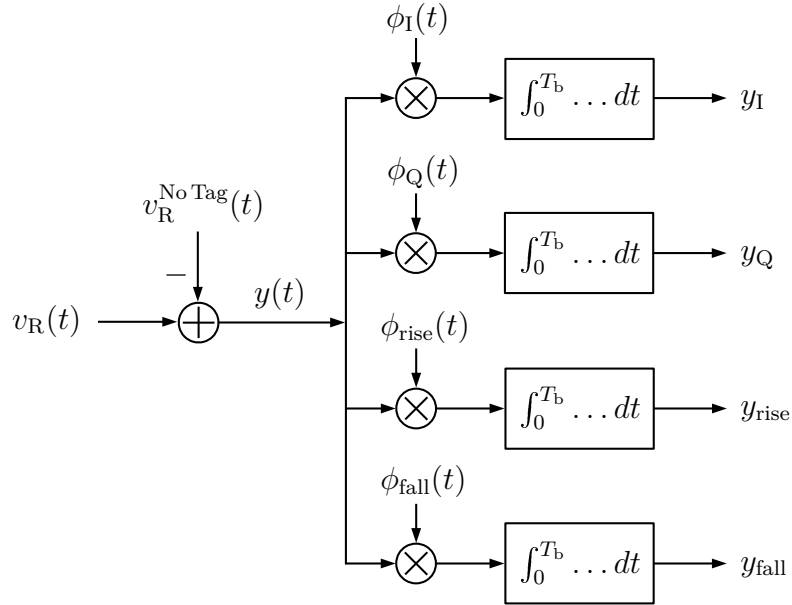 ϕ_I(t)
∫_0^{T_b} … dt
y_I
ϕ_Q(t)
v_R^{No Tag}(t)
∫_0^{T_b} … dt
y_Q
−
y(t)
v_R(t)
ϕ_rise(t)
∫_0^{T_b} … dt
y_rise
ϕ_fall(t)
∫_0^{T_b} … dt
y_fall